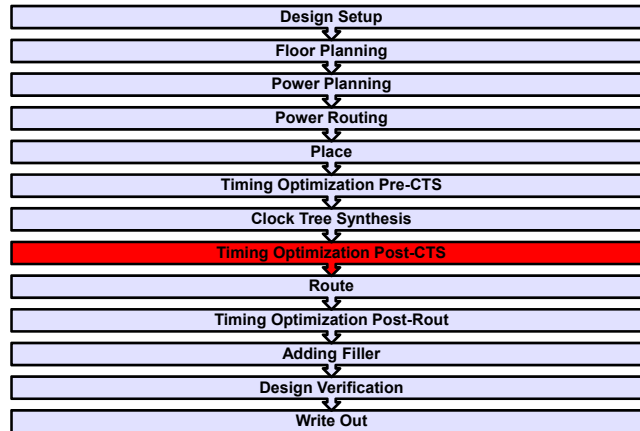 Design Setup
Floor Planning
Power Planning
Power Routing
Place
Timing Optimization Pre-CTS
Clock Tree Synthesis
Timing Optimization Post-CTS
Route
Timing Optimization Post-Rout
Adding Filler
Design Verification
Write Out